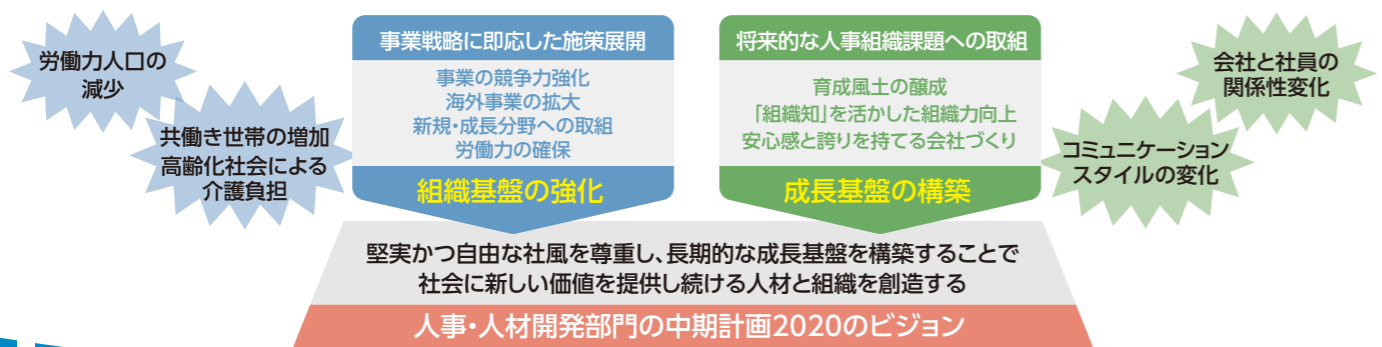 労働力人口の
減少
共働き世帯の増加
高齢化社会による
介護負担
事業戦略に即応した施策展開
事業の競争力強化
海外事業の拡大
新規・成長分野への取組
労働力の確保
組織基盤の強化
将来的な人事組織課題への取組
育成風土の醸成
「組織知」を活かした組織力向上
安心感と誇りを持てる会社づくり
成長基盤の構築
会社と社員の
関係性変化
コミュニケーション
スタイルの変化
堅実かつ自由な社風を尊重し、長期的な成長基盤を構築することで
社会に新しい価値を提供し続ける人材と組織を創造する
人事・人材開発部門の中期計画2020のビジョン